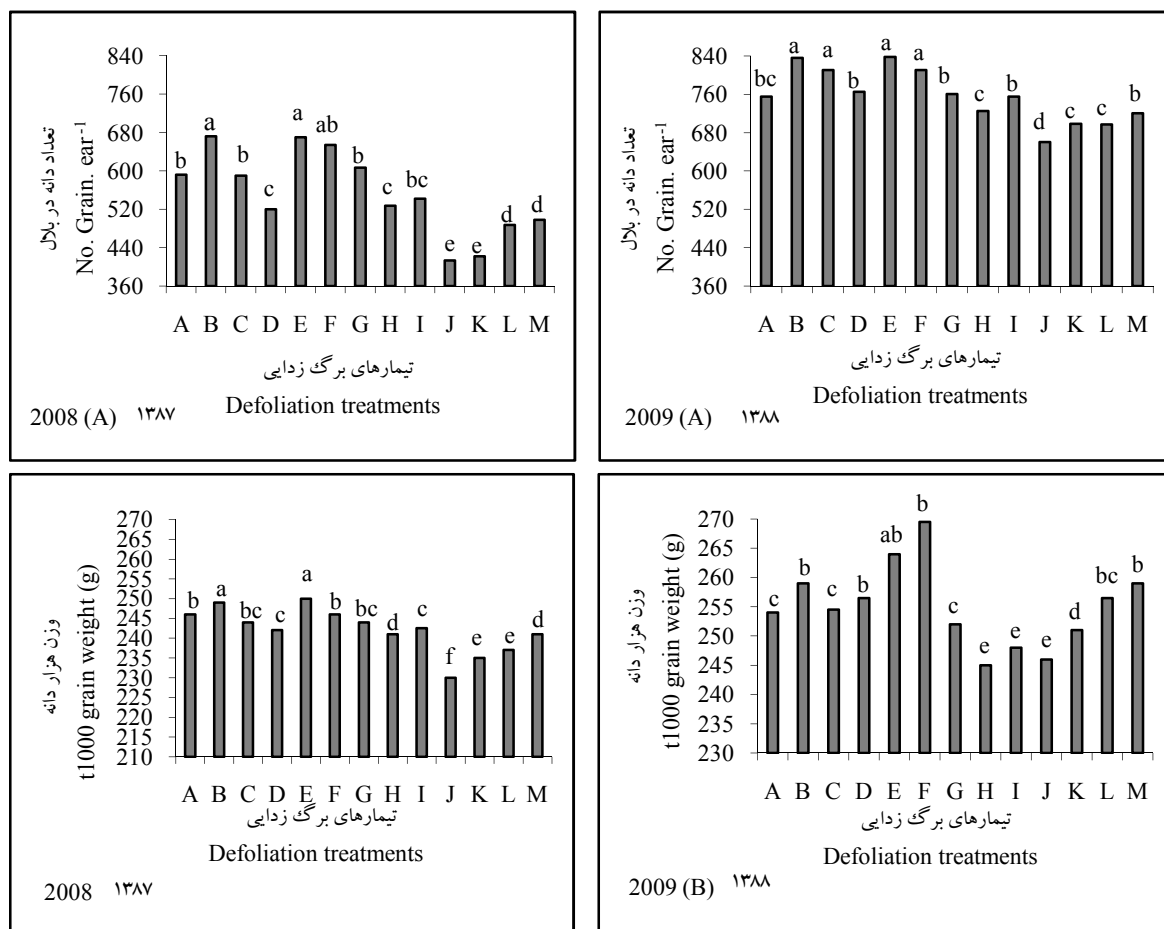 840
760
680
600
520
440
360
تعداد دانه در بلال
No. Grain. ear-1
b a b c a ab b c bc e e d d
A B C D E F G H I J K L M
تیمارهای برگ زدایی
Defoliation treatments
2008 (A) ۱۳۸۷
840
760
680
600
520
440
360
تعداد دانه در بلال
No. Grain. ear-1
bc a a b a a b c b d c c b
A B C D E F G H I J K L M
تیمارهای برگ زدایی
Defoliation treatments
2009 (A) ۱۳۸۸
270
265
260
255
250
245
240
230
225
220
215
210
وزن هزار دانه
t1000 grain weight (g)
b a bc c a b bc d c f e e d
A B C D E F G H I J K L M
تیمارهای برگ زدایی
Defoliation treatments
2008 ۱۳۸۷
270
265
260
255
250
245
240
230
وزن هزار دانه
t1000 grain weight (g)
c b c b ab b c e e e d bc b
A B C D E F G H I J K L M
تیمارهای برگ زدایی
Defoliation treatments
2009 (B) ۱۳۸۸